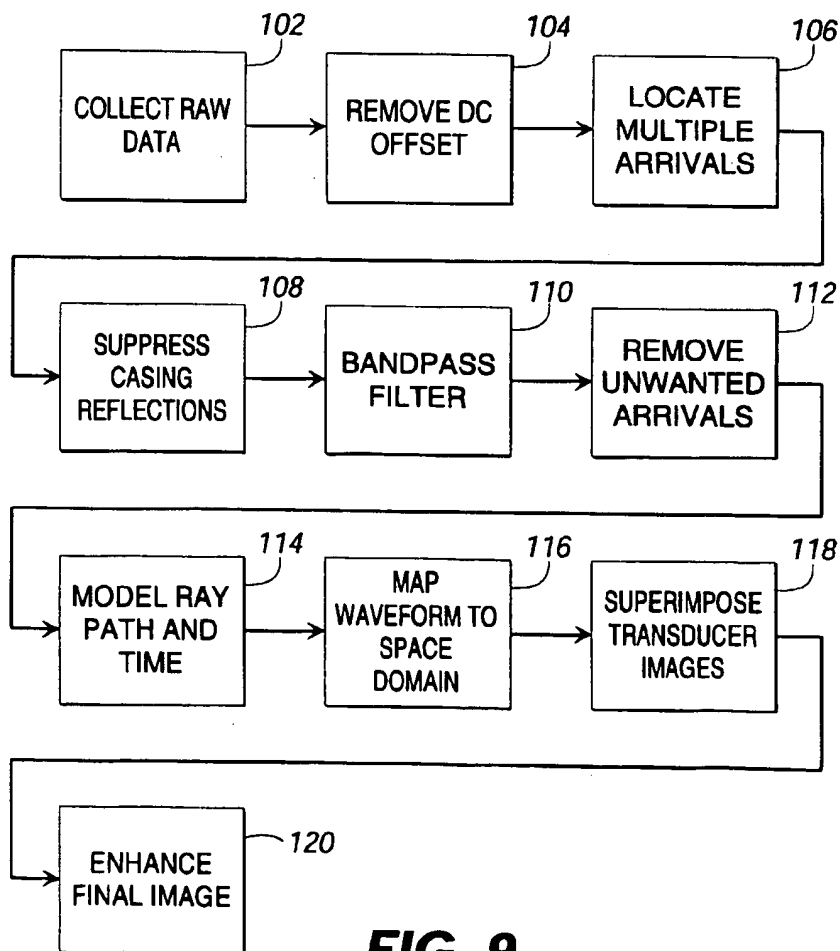 102
COLLECT RAW
DATA
104
REMOVE DC
OFFSET
106
LOCATE
MULTIPLE
ARRIVALS
108
SUPPRESS
CASING
REFLECTIONS
110
BANDPASS
FILTER
112
REMOVE
UNWANTED
ARRIVALS
114
MODEL RAY
PATH AND
TIME
116
MAP
WAVEFORM TO
SPACE
DOMAIN
118
SUPERIMPOSE
TRANSDUCER
IMAGES
120
ENHANCE
FINAL IMAGE
FIG. 9